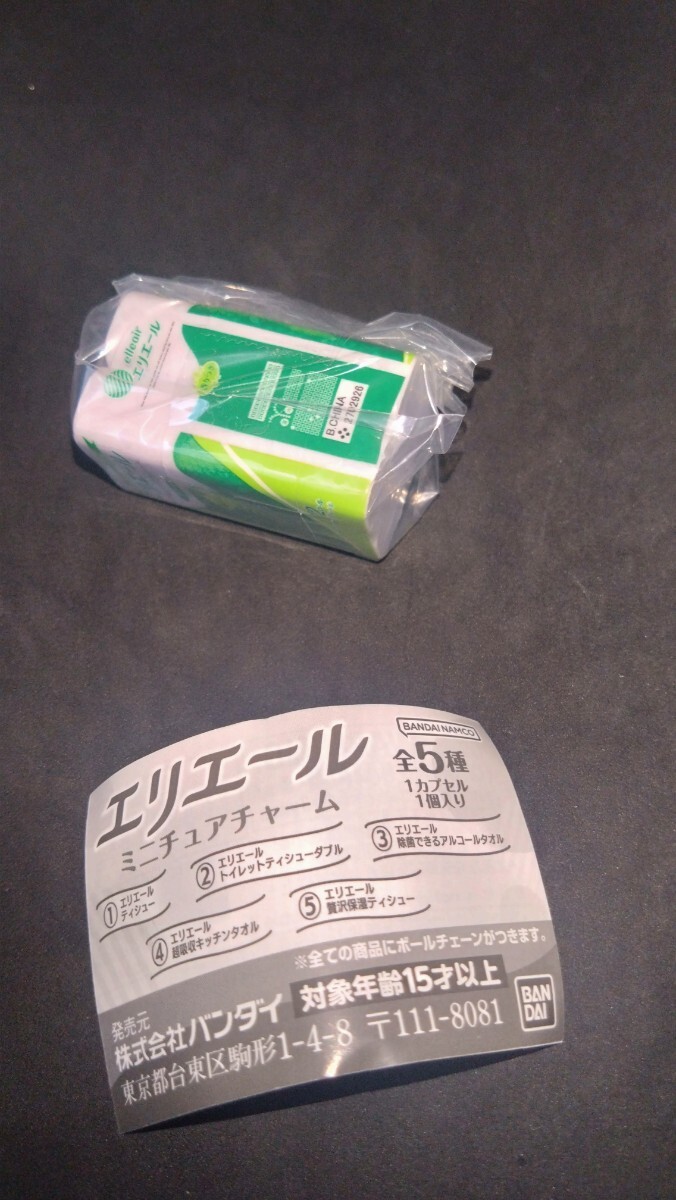 elleair
エリエール
B,CHINA
2702926
エリエール
ミニチュアチャーム
BANDAI NAMCO
全5種
1カプセル
1個入り
① エリエール
ティシュー
② エリエール
トイレットティシューダブル
③ エリエール
除菌できるアルコールタオル
④ エリエール
超吸収キッチンタオル
⑤ エリエール
贅沢保湿ティシュー
※全ての商品にボールチェーンがつきます。
発売元
株式会社バンダイ
対象年齢15才以上
東京都台東区駒形1-4-8 〒111-8081
BAN
DAI